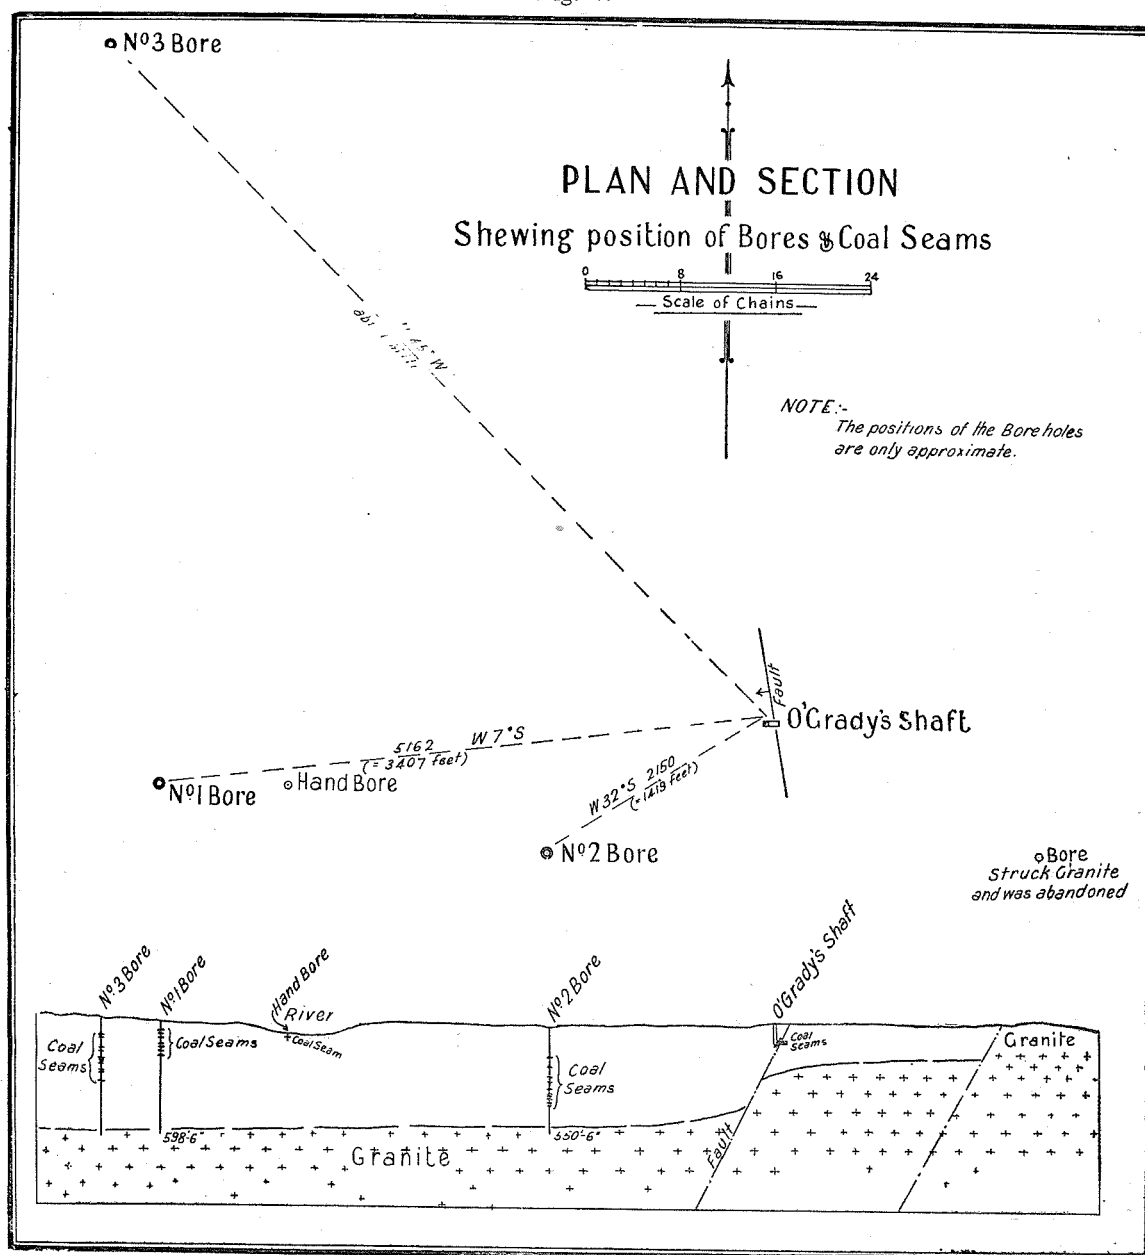 Nº3 Bore
PLAN AND SECTION
Shewing position of Bores & Coal Seams
0 8 16 24
Scale of Chains
45° W
NOTE:-
The positions of the Bore holes
are only approximate.
Fault
O'Grady's Shaft
5162 W 7° S
(= 3407 feet)
Nº1 Bore
Hand Bore
W 32° S 2150
(= 1419 feet)
Nº2 Bore
Bore
Struck Granite
and was abandoned
Nº3 Bore
Nº1 Bore
Hand Bore
River
Nº2 Bore
O'Grady's Shaft
Coal
Seams
Coal Seams
Coal Seam
Coal
Seams
Coal
Seams
Granite
598'-6"
550'-6"
Granite
Fault